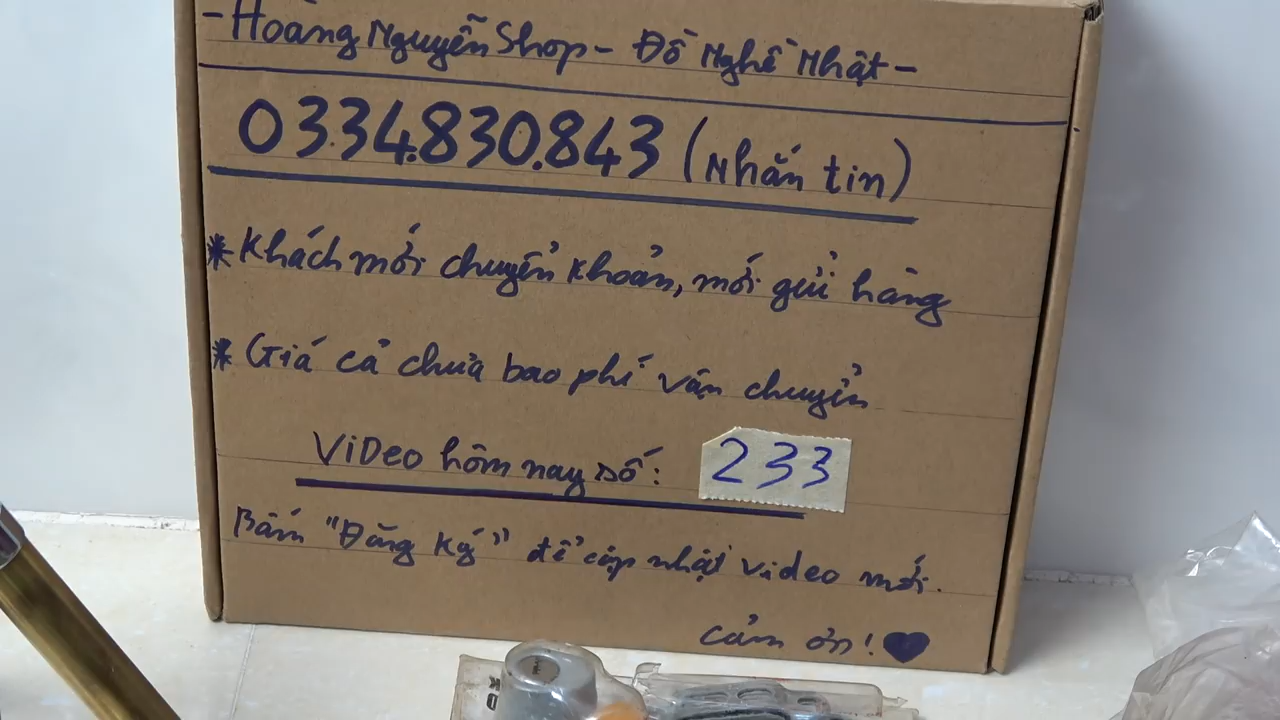 - Hoàng Nguyễn Shop - Đồ Nghề Nhật -
0334.830.843 (Nhắn tin)
* Khách mới chuyển khoản, mới gửi hàng
* Giá cả chưa bao phí vận chuyển
ViDeo hôm nay số: 233
Bấm "Đăng Ký" để cập nhật video mới.
cảm ơn! ♥